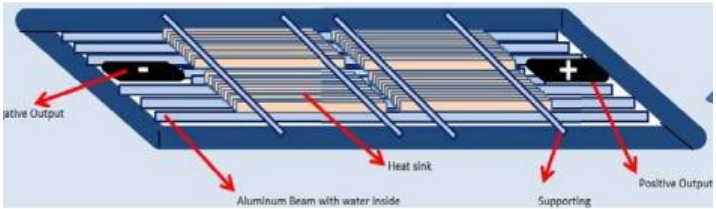 -
+
gative Output
Heat sink
Positive Output
Aluminum Beam with water inside
Supporting